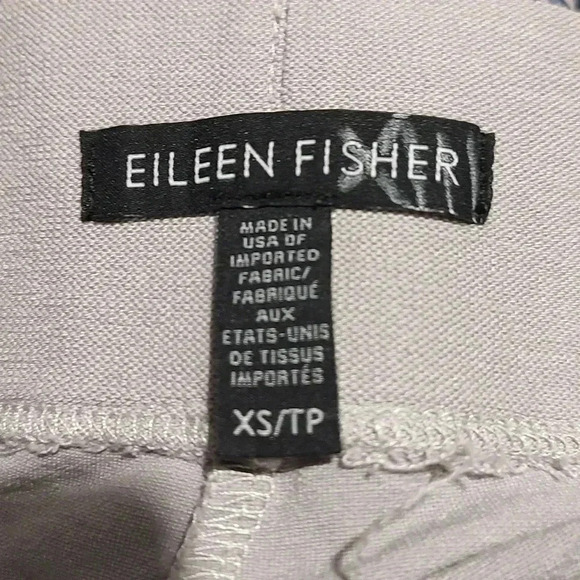 EILEEN FISHER
MADE IN
USA OF
IMPORTED
FABRIC/
FABRIQUÉ
AUX
ETATS-UNIS
DE TISSUS
IMPORTÉS
XS/TP